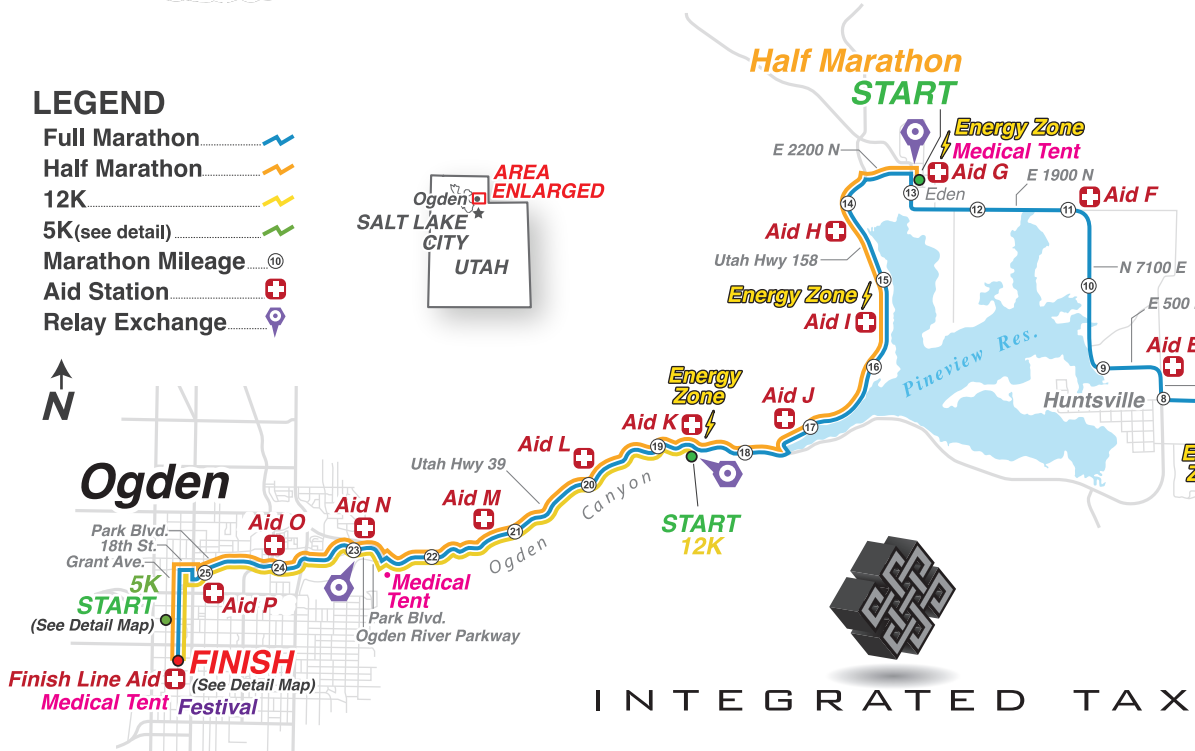 LEGEND
Full Marathon
Half Marathon
12K
5K(see detail)
Marathon Mileage 10
Aid Station
Relay Exchange
N
AREA
ENLARGED
Ogden
SALT LAKE
CITY
UTAH
Half Marathon
START
Energy Zone
Medical Tent
Aid G
E 2200 N
Eden
E 1900 N
Aid F
13
12
11
14
Aid H
Utah Hwy 158
N 7100 E
15
10
Energy Zone
Aid I
E 500
Pineview Res.
Aid E
16
9
Huntsville
8
Energy
Zone
Aid J
Aid K
17
19
18
Aid L
20
Utah Hwy 39
Ogden Canyon
START
12K
Aid M
21
22
Ogden
Aid N
Aid O
Park Blvd.
18th St.
Grant Ave.
23
24
25
Medical
Tent
Aid P
Park Blvd.
Ogden River Parkway
5K
START
(See Detail Map)
FINISH
(See Detail Map)
Finish Line Aid
Medical Tent
Festival
INTEGRATED TAX